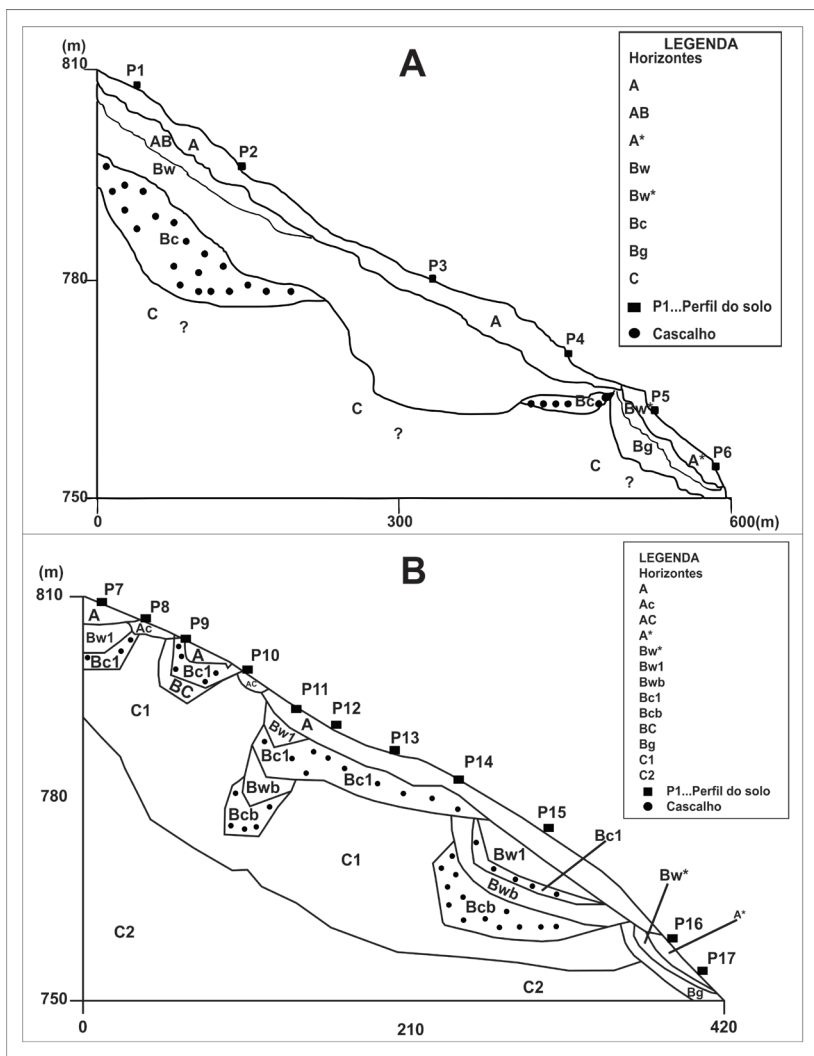 A
(m)
810
P1
AB
A
P2
Bw
Bc
780
P3
C
?
A
P4
C
?
Bc
Bw*
P5
Bg
A*
P6
C
?
750
0
300
600(m)
LEGENDA
Horizontes
A
AB
A*
Bw
Bw*
Bc
Bg
C
P1...Perfil do solo
Cascalho
B
(m)
810
P7
A
P8
Ac
P9
Bw1
Bc1
A
Bc1
BC
P10
AC
C1
P11
P12
A
Bw1
P13
Bc1
Bc1
P14
780
Bwb
Bcb
P15
Bc1
Bw1
C1
Bwb
Bcb
Bw*
P16
A*
P17
C2
C2
Bg
750
0
210
420
LEGENDA
Horizontes
A
Ac
AC
A*
Bw*
Bw1
Bwb
Bc1
Bcb
BC
Bg
C1
C2
P1...Perfil do solo
Cascalho